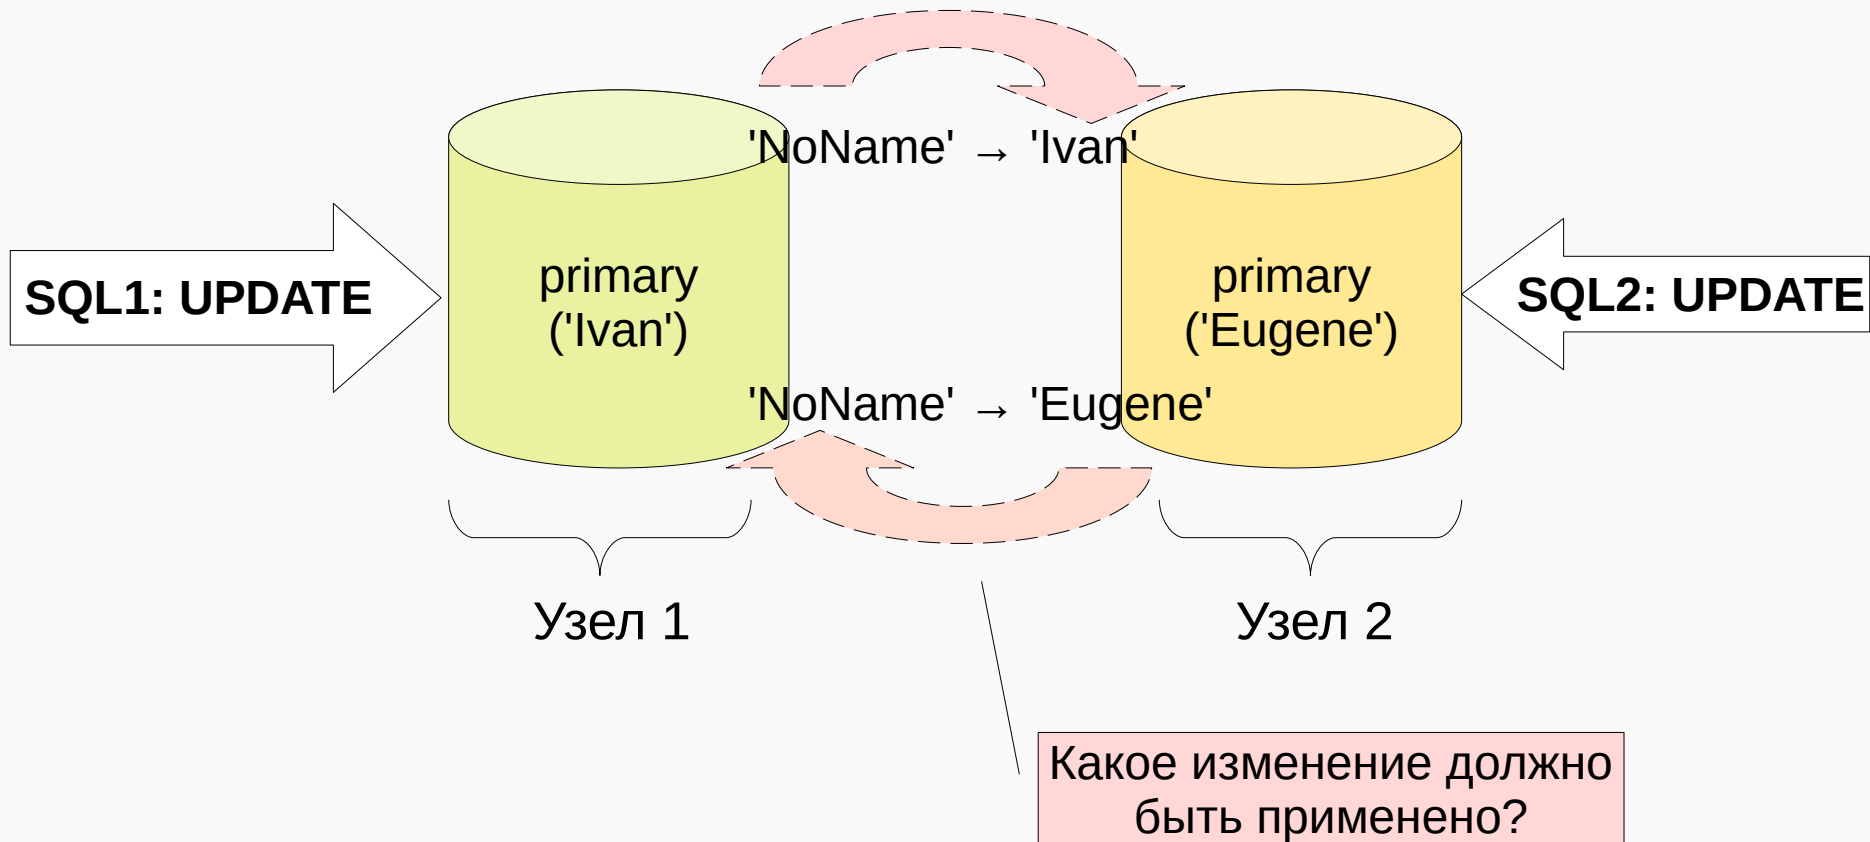 'NoName' → 'Ivan'
SQL1: UPDATE
primary
('Ivan')
primary
('Eugene')
SQL2: UPDATE
'NoName' → 'Eugene'
Узел 1
Узел 2
Какое изменение должно
быть применено?